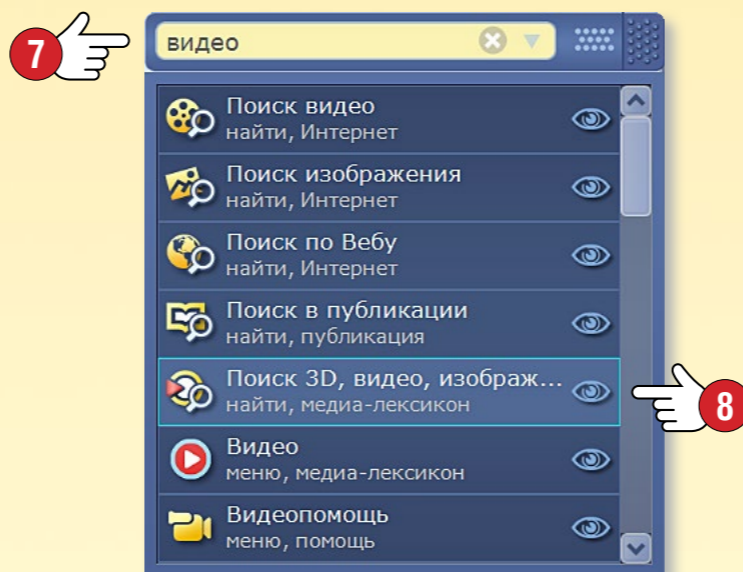 7
видео
Поиск видео
найти, Интернет
Поиск изображения
найти, Интернет
Поиск по Вебу
найти, Интернет
Поиск в публикации
найти, публикация
Поиск 3D, видео, изображ...
найти, медиа-лексикон
8
Видео
меню, медиа-лексикон
Видеопомощь
меню, помощь